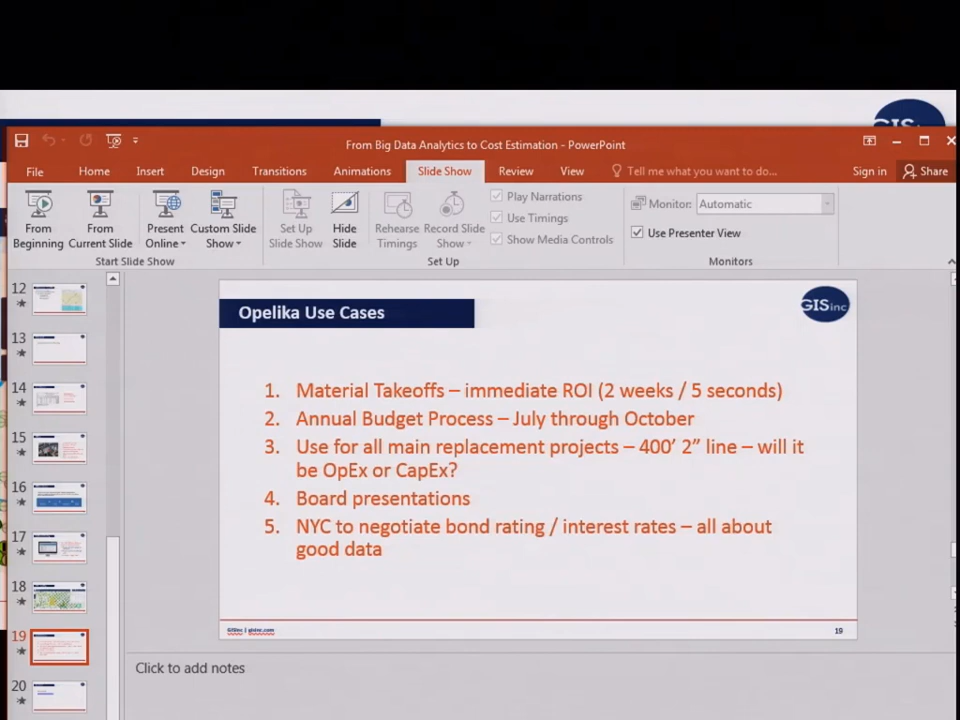 GISinc
From Big Data Analytics to Cost Estimation - PowerPoint
File Home Insert Design Transitions Animations Slide Show Review View Tell me what you want to do... Sign in Share
From Beginning
From Current Slide
Present Online
Custom Slide Show
Set Up Slide Show
Hide Slide
Rehearse Timings
Record Slide Show
Play Narrations
Use Timings
Show Media Controls
Monitor: Automatic
Use Presenter View
Start Slide Show
Set Up
Monitors
12
13
14
15
16
17
18
19
20
Opelika Use Cases
GISinc
1. Material Takeoffs – immediate ROI (2 weeks / 5 seconds)
2. Annual Budget Process – July through October
3. Use for all main replacement projects – 400’ 2” line – will it
be OpEx or CapEx?
4. Board presentations
5. NYC to negotiate bond rating / interest rates – all about
good data
GISinc | gisinc.com
19
Click to add notes